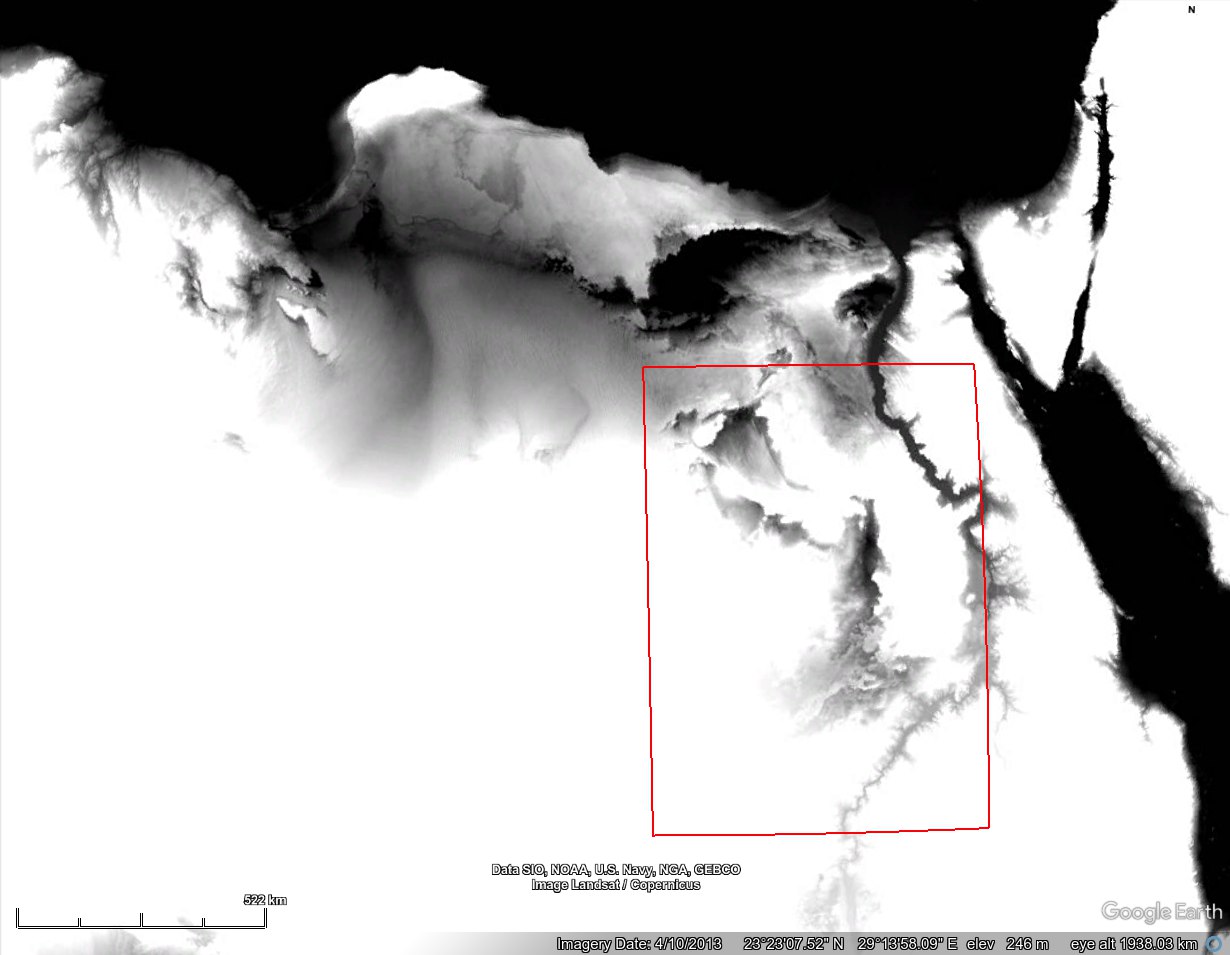 N
Data SIO, NOAA, U.S. Navy, NGA, GEBCO
Image Landsat / Copernicus
522 km
Google Earth
Imagery Date: 4/10/2013 23°23'07.52" N 29°13'58.09" E elev 246 m eye alt 1938.03 km